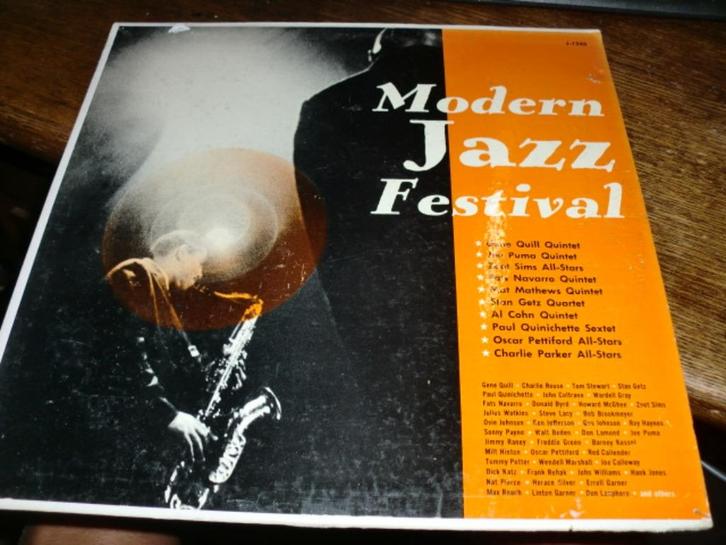 Modern
Jazz
Festival
Quill Quintet
Puma Quintet
Sims All-Stars
Navarro Quintet
Mat Mathews Quintet
Stan Getz Quartet
Al Cohn Quintet
Paul Quinichette Sextet
Oscar Pettiford All-Stars
Charlie Parker All-Stars
Gene Quill Charlie Rouse Tom Stewart Stan Getz
Paul Quinichette John Coltrane Wardell Gray
Fats Navarro Donald Byrd Howard McGhee Zoot Sims
Julius Watkins Steve Lacy Bob Brookmeyer
Osie Johnson Johnson Roy Haynes
Sonny Payne Walt Bolden Don Lamond Joe Puma
Jimmy Raney Freddie Green Barney Kessel
Milt Hinton Oscar Pettiford Red Callender
Tommy Potter Wendell Marshall Joe Calloway
Dick Katz Frank Rehak John Williams Hank Jones
Nat Pierce Horace Silver Erroll Garner
Max Roach Linton Garner Don and others